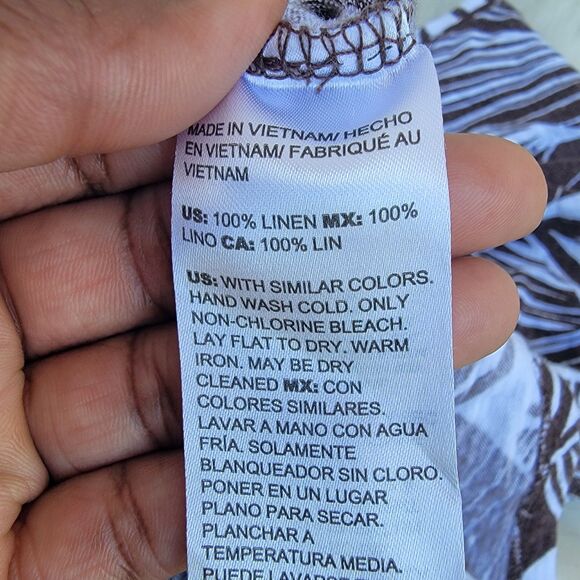 MADE IN VIETNAM/ HECHO
EN VIETNAM/ FABRIQUÉ AU
VIETNAM
US: 100% LINEN MX: 100%
LINO CA: 100% LIN
US: WITH SIMILAR COLORS.
HAND WASH COLD. ONLY
NON-CHLORINE BLEACH.
LAY FLAT TO DRY. WARM
IRON. MAY BE DRY
CLEANED MX: CON
COLORES SIMILARES.
LAVAR A MANO CON AGUA
FRÍA. SOLAMENTE
BLANQUEADOR SIN CLORO.
PONER EN UN LUGAR
PLANO PARA SECAR.
PLANCHAR A
TEMPERATURA MEDIA.
PUEDE